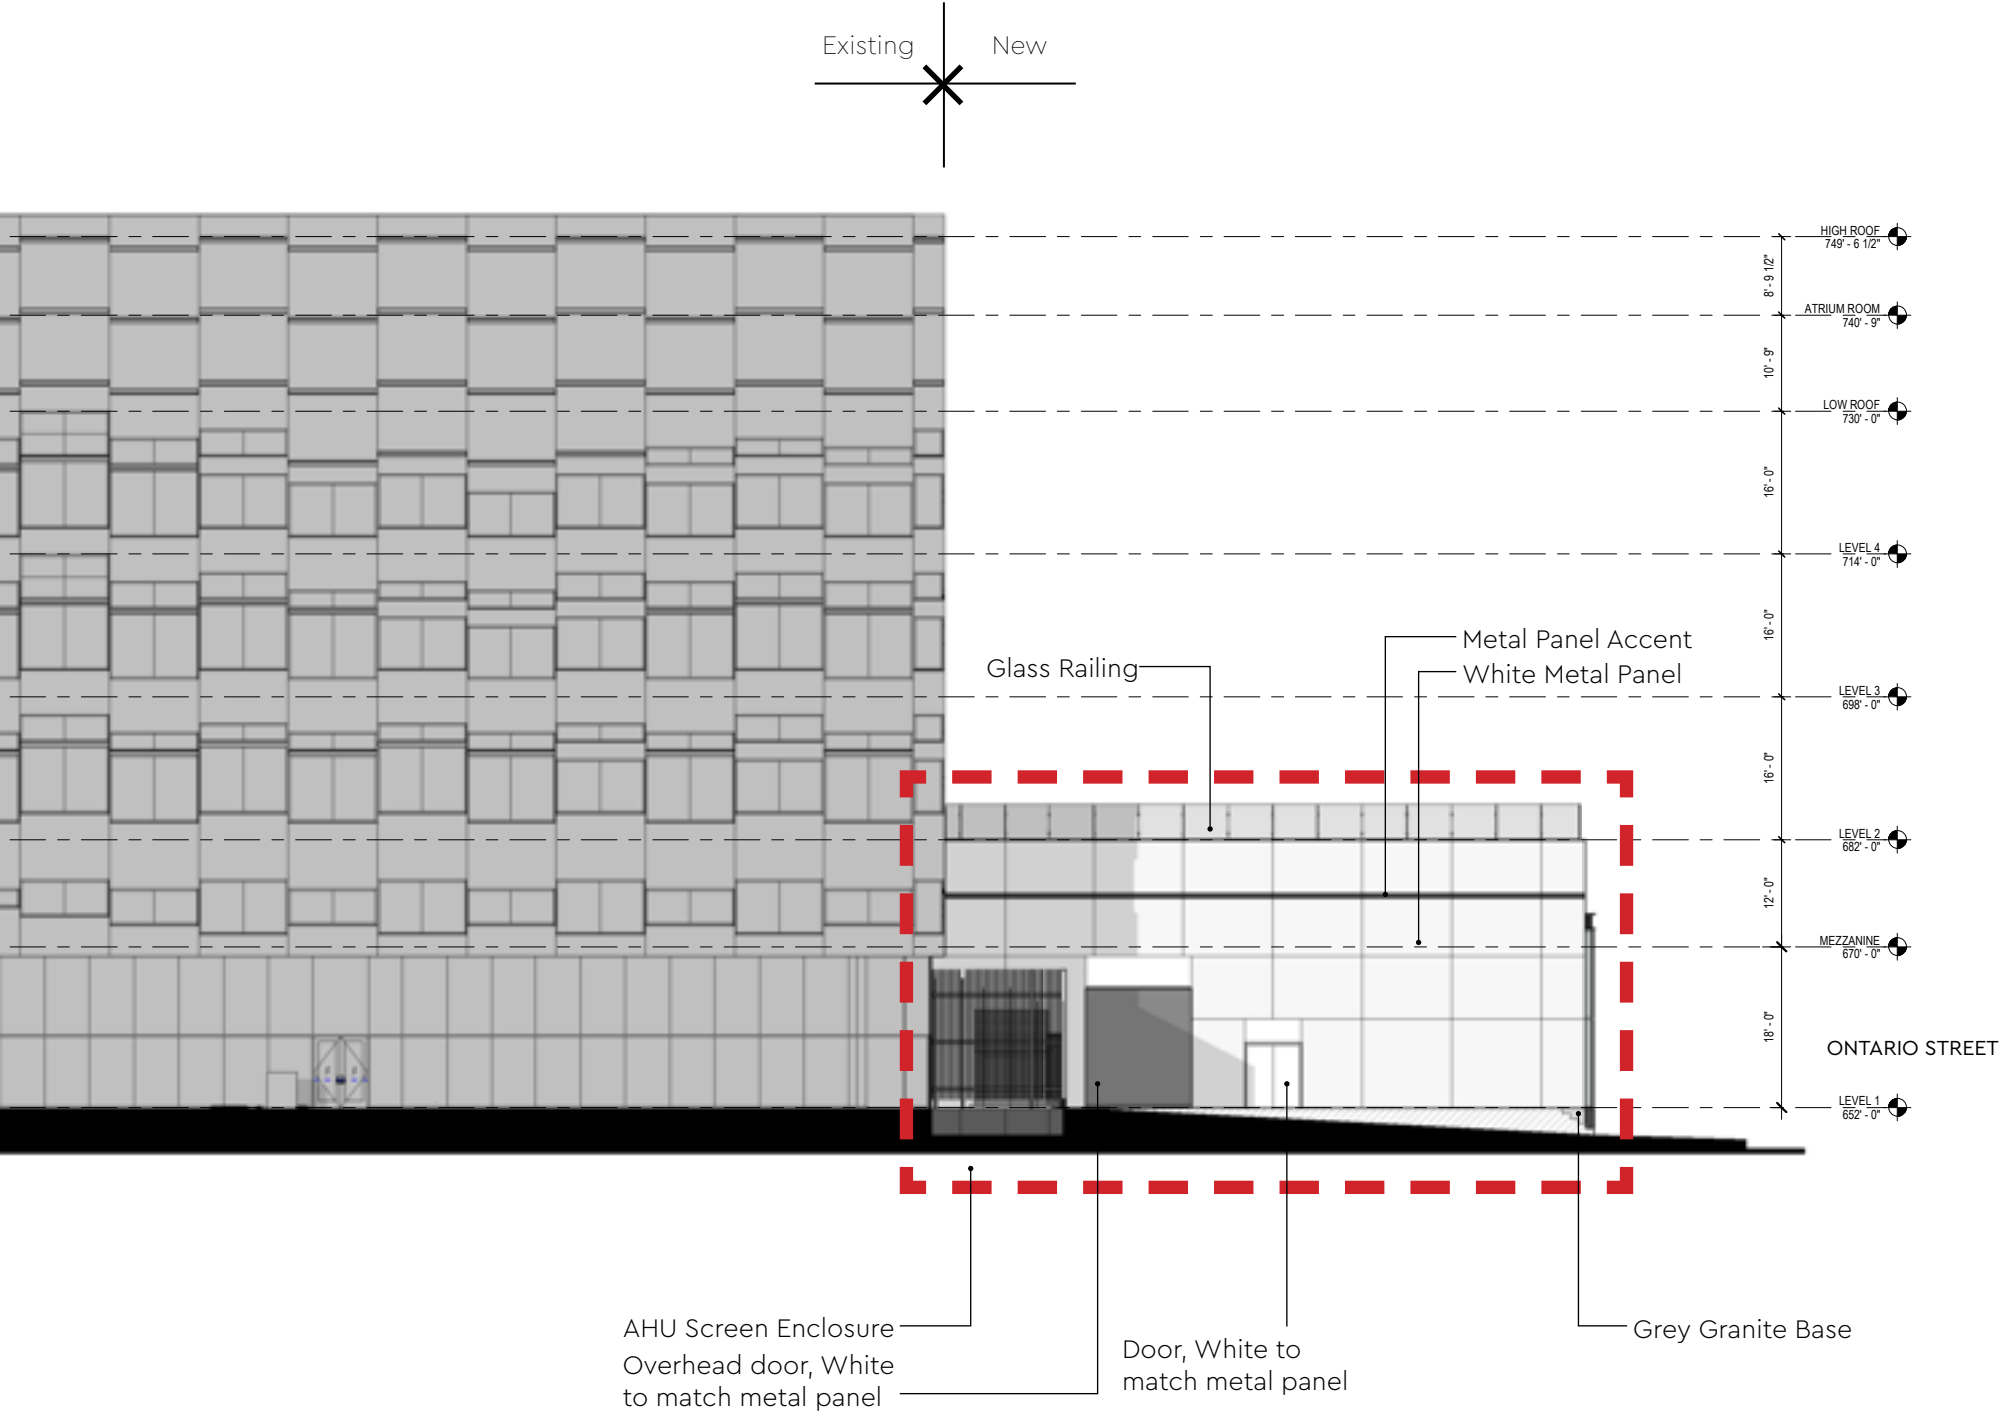 Existing
New
HIGH ROOF
749' - 6 1/2"
8' - 9 1/2"
ATRIUM ROOM
740' - 9"
10' - 9"
LOW ROOF
730' - 0"
16' - 0"
LEVEL 4
714' - 0"
16' - 0"
Metal Panel Accent
Glass Railing
White Metal Panel
LEVEL 3
698' - 0"
16' - 0"
LEVEL 2
682' - 0"
12' - 0"
MEZZANINE
670' - 0"
18' - 0"
ONTARIO STREET
LEVEL 1
652' - 0"
AHU Screen Enclosure
Overhead door, White
to match metal panel
Door, White to
match metal panel
Grey Granite Base